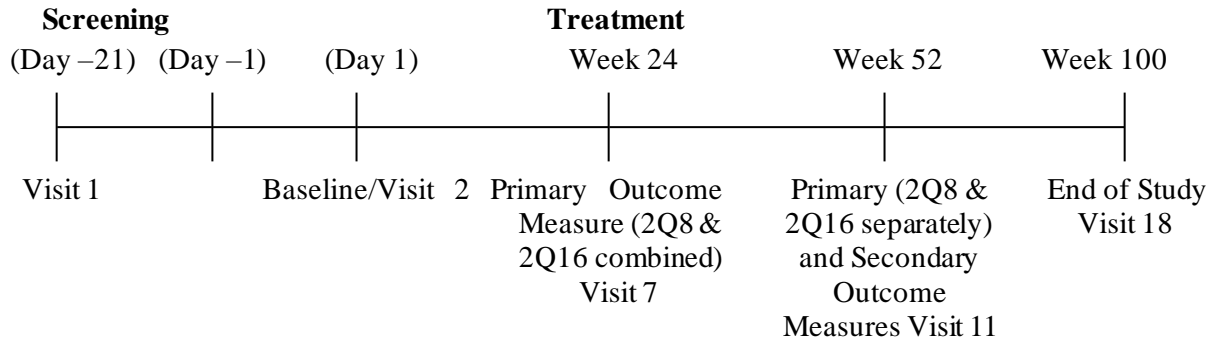 Screening Treatment
(Day –21) (Day –1) (Day 1) Week 24 Week 52 Week 100
Visit 1 Baseline/Visit 2 Primary Outcome Primary (2Q8 & End of Study
Measure (2Q8 & 2Q16 separately) Visit 18
2Q16 combined) and Secondary
Visit 7 Outcome
Measures Visit 11